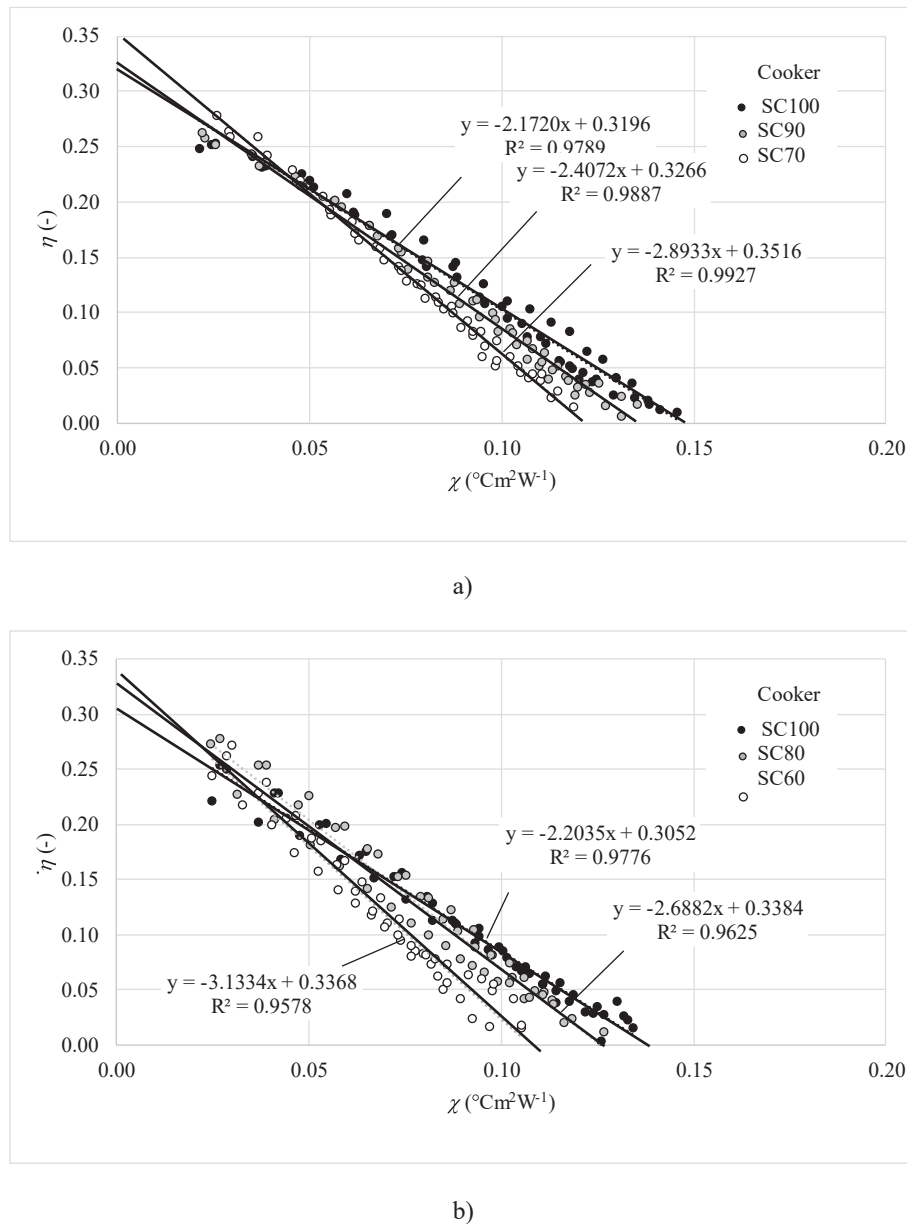 0.35
0.30
0.25
0.20
0.15
0.10
0.05
0.00
η (-)
Cooker
SC100
SC90
SC70
y = -2.1720x + 0.3196
R² = 0.9789
y = -2.4072x + 0.3266
R² = 0.9887
y = -2.8933x + 0.3516
R² = 0.9927
0.00 0.05 0.10 0.15 0.20
χ (°Cm²W⁻¹)
a)
0.35
0.30
0.25
0.20
0.15
0.10
0.05
0.00
η (-)
Cooker
SC100
SC80
SC60
y = -2.2035x + 0.3052
R² = 0.9776
y = -2.6882x + 0.3384
R² = 0.9625
y = -3.1334x + 0.3368
R² = 0.9578
0.00 0.05 0.10 0.15 0.20
χ (°Cm²W⁻¹)
b)